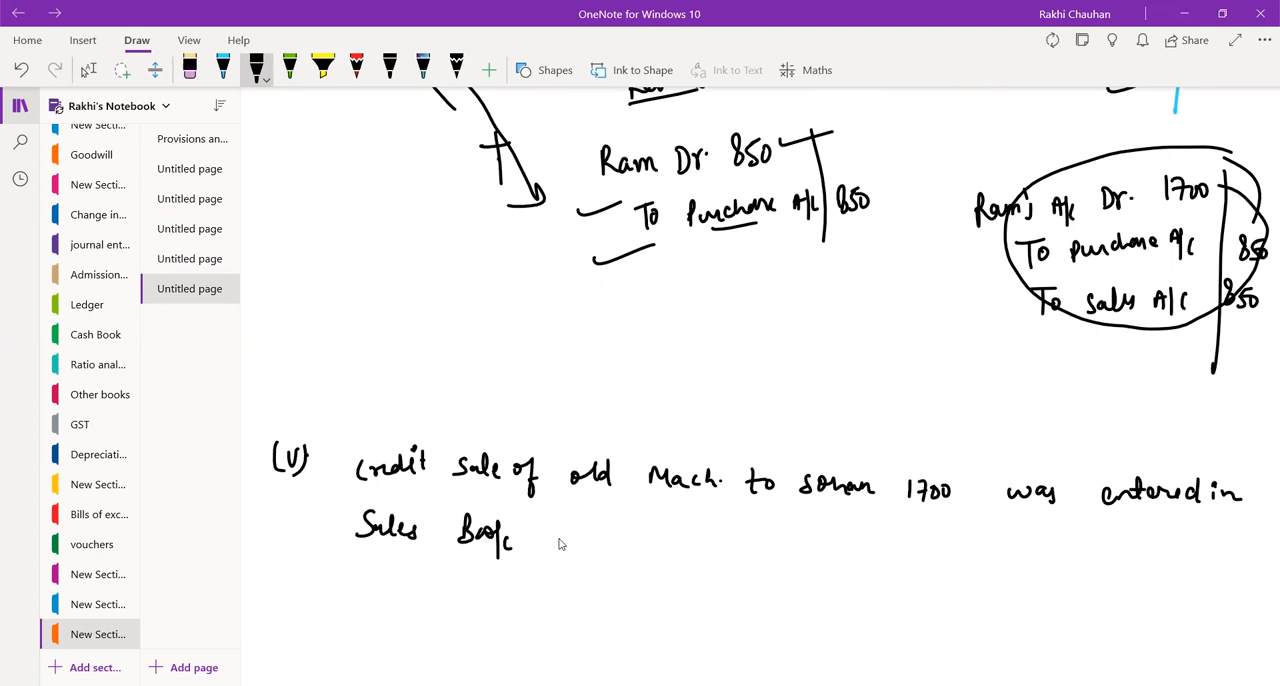 OneNote for Windows 10
Rakhi Chauhan
Home
Insert
Draw
View
Help
Share
Shapes
Ink to Shape
Ink to Text
Maths
Rakhi's Notebook
New Secti...
Goodwill
New Secti...
Change in...
journal ent...
Admission...
Ledger
Cash Book
Ratio anal...
Other books
GST
Depreciati...
New Secti...
Bills of exc...
vouchers
New Secti...
New Secti...
New Secti...
Add sect...
Provisions an...
Untitled page
Untitled page
Untitled page
Untitled page
Untitled page
Add page
Ram Dr. 850
To Purchase A/c 850
Ram's A/c Dr. 1700
To Purchase A/c 850
To Sales A/c 850
(V) Credit Sale of old Mach. to Sohan 1700 was entered in
Sales Book